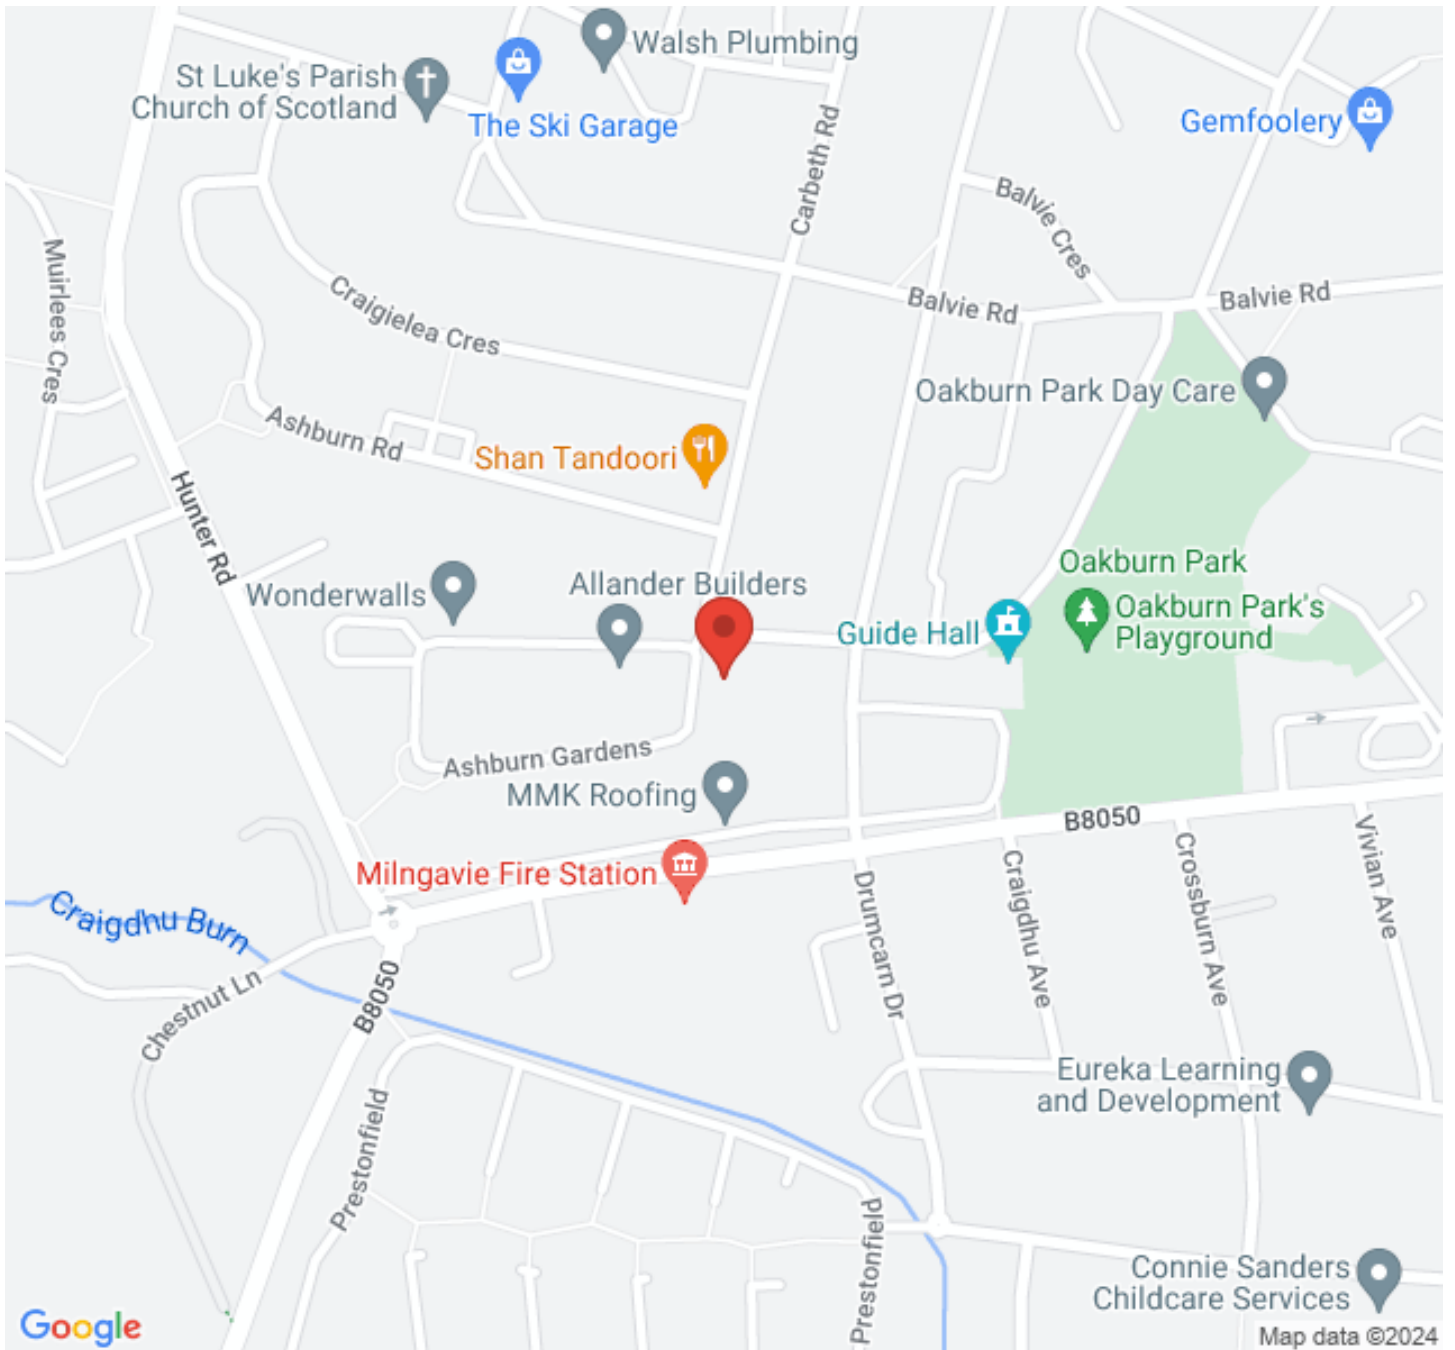 Walsh Plumbing
St Luke's Parish
Church of Scotland
The Ski Garage
Gemfoolery
Carbeth Rd
Balvie Cres
Muirlees Cres
Craigielea Cres
Balvie Rd
Balvie Rd
Oakburn Park Day Care
Ashburn Rd
Shan Tandoori
Hunter Rd
Oakburn Park
Wonderwalls
Allander Builders
Guide Hall
Oakburn Park's
Playground
Ashburn Gardens
MMK Roofing
B8050
Milngavie Fire Station
Craigdhu Burn
Drumcarn Dr
Craigdhu Ave
Crossburn Ave
Vivian Ave
Chestnut Ln
B8050
Eureka Learning
and Development
Prestonfield
Prestonfield
Connie Sanders
Childcare Services
Google
Map data ©2024